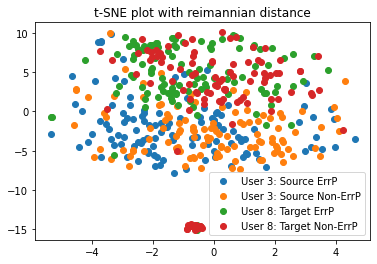 t-SNE plot with reimannian distance
10
5
0
−5
−10
−15
−4
−2
0
2
4
User 3: Source ErrP
User 3: Source Non-ErrP
User 8: Target ErrP
User 8: Target Non-ErrP